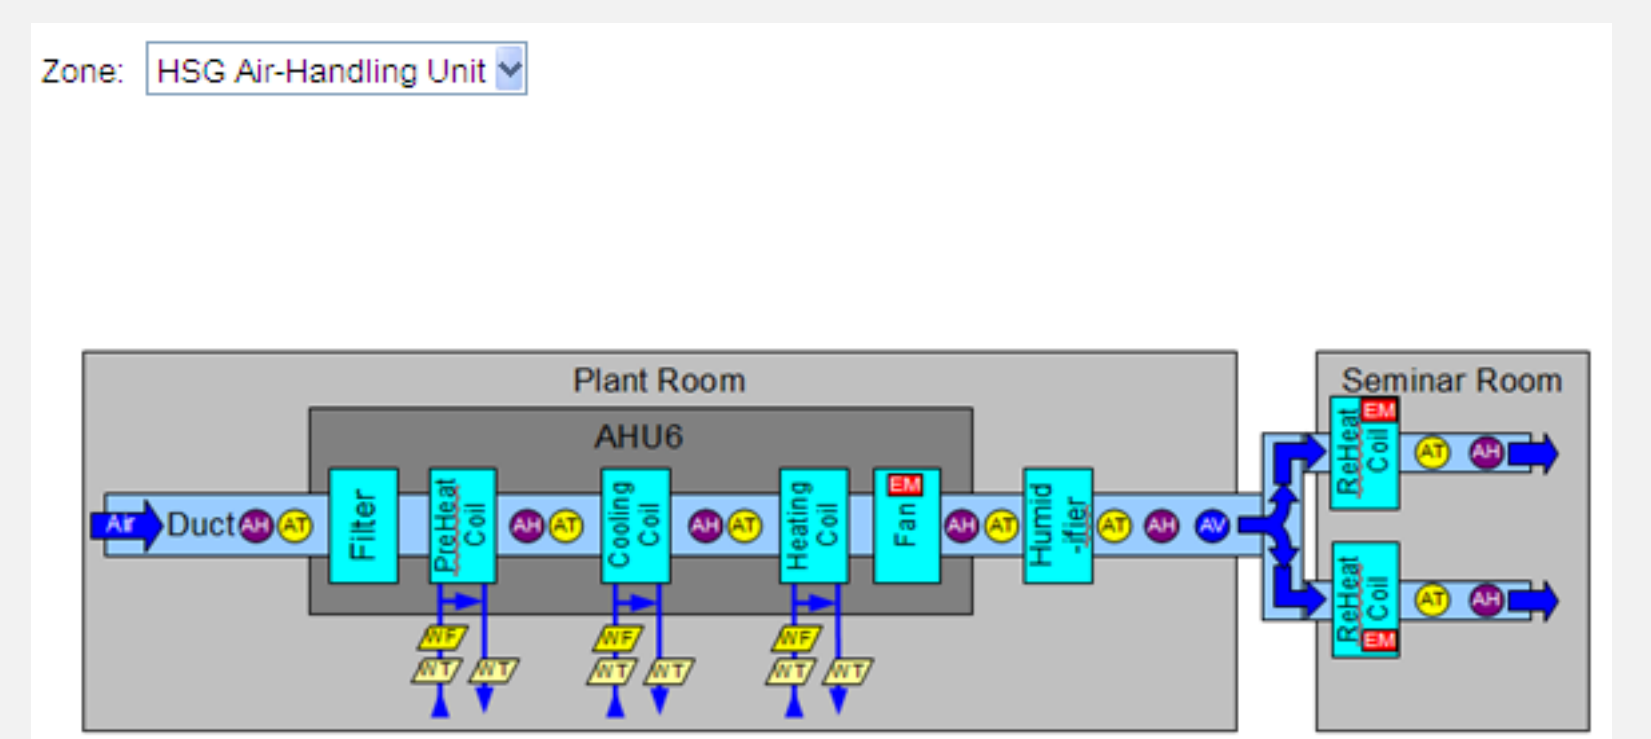 Zone: HSG Air-Handling Unit
Plant Room
Seminar Room
AHU6
Air
Duct
AH
AT
Filter
PreHeat
Coil
AH
AT
Cooling
Coil
AH
AT
Heating
Coil
EM
Fan
AH
AT
Humid
-ifier
AT
AH
AV
ReHeat
Coil
EM
AT
AH
ReHeat
Coil
EM
AT
AH
WF
WT
WT
WF
WT
WT
WF
WT
WT